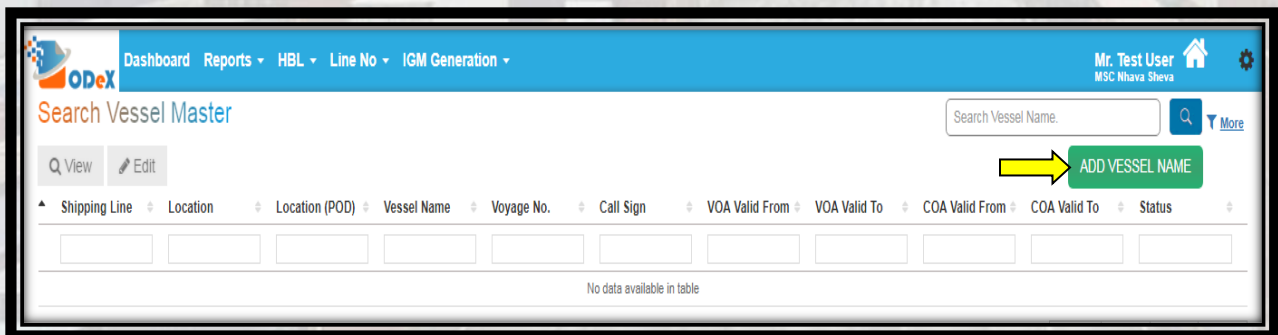 ODeX
Dashboard Reports HBL Line No IGM Generation
Mr. Test User
MSC Nhava Sheva
Search Vessel Master
Search Vessel Name.
More
View Edit
ADD VESSEL NAME
Shipping Line Location Location (POD) Vessel Name Voyage No. Call Sign VOA Valid From VOA Valid To COA Valid From COA Valid To Status
No data available in table